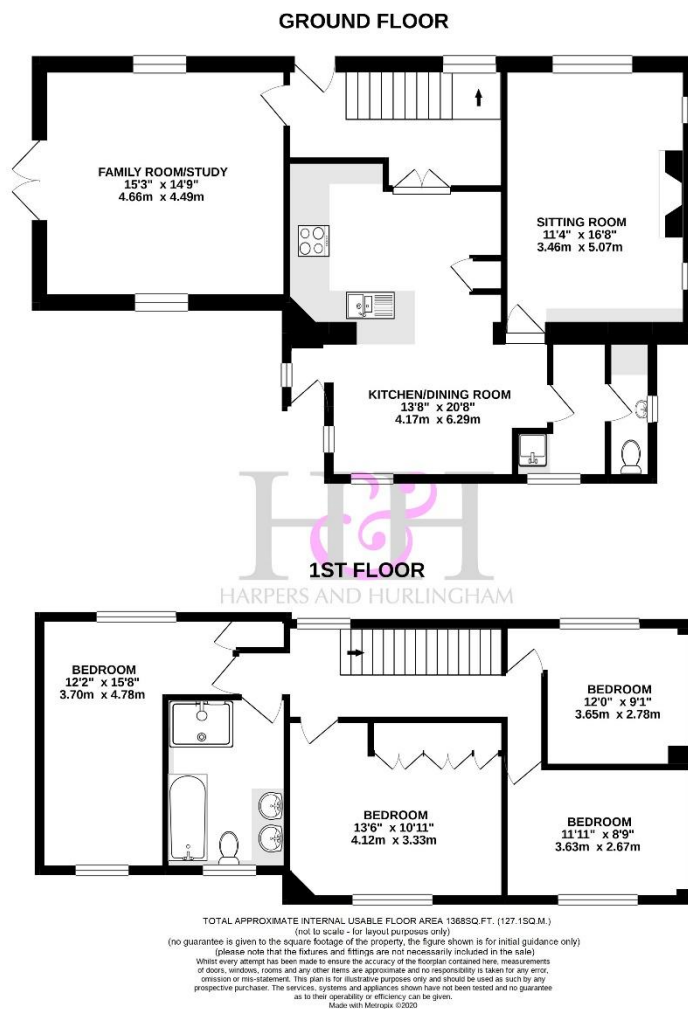 GROUND FLOOR
FAMILY ROOM/STUDY
15'3" x 14'9"
4.66m x 4.49m
SITTING ROOM
11'4" x 16'8"
3.46m x 5.07m
KITCHEN/DINING ROOM
13'8" x 20'8"
4.17m x 6.29m
H&H
HARPERS AND HURLINGHAM
1ST FLOOR
BEDROOM
12'2" x 15'8"
3.70m x 4.78m
BEDROOM
12'0" x 9'1"
3.65m x 2.78m
BEDROOM
13'6" x 10'11"
4.12m x 3.33m
BEDROOM
11'11" x 8'9"
3.63m x 2.67m
TOTAL APPROXIMATE INTERNAL USABLE FLOOR AREA 1368SQ.FT. (127.1SQ.M.)
(not to scale - for layout purposes only)
(no guarantee is given to the square footage of the property, the figure shown is for initial guidance only)
(please note that the fixtures and fittings are not necessarily included in the sale)
Whilst every attempt has been made to ensure the accuracy of the floorplan contained here, measurements
of doors, windows, rooms and any other items are approximate and no responsibility is taken for any error,
omission or mis-statement. This plan is for illustrative purposes only and should be used as such by any
prospective purchaser. The services, systems and appliances shown have not been tested and no guarantee
as to their operability or efficiency can be given.
Made with Metropix ©2020